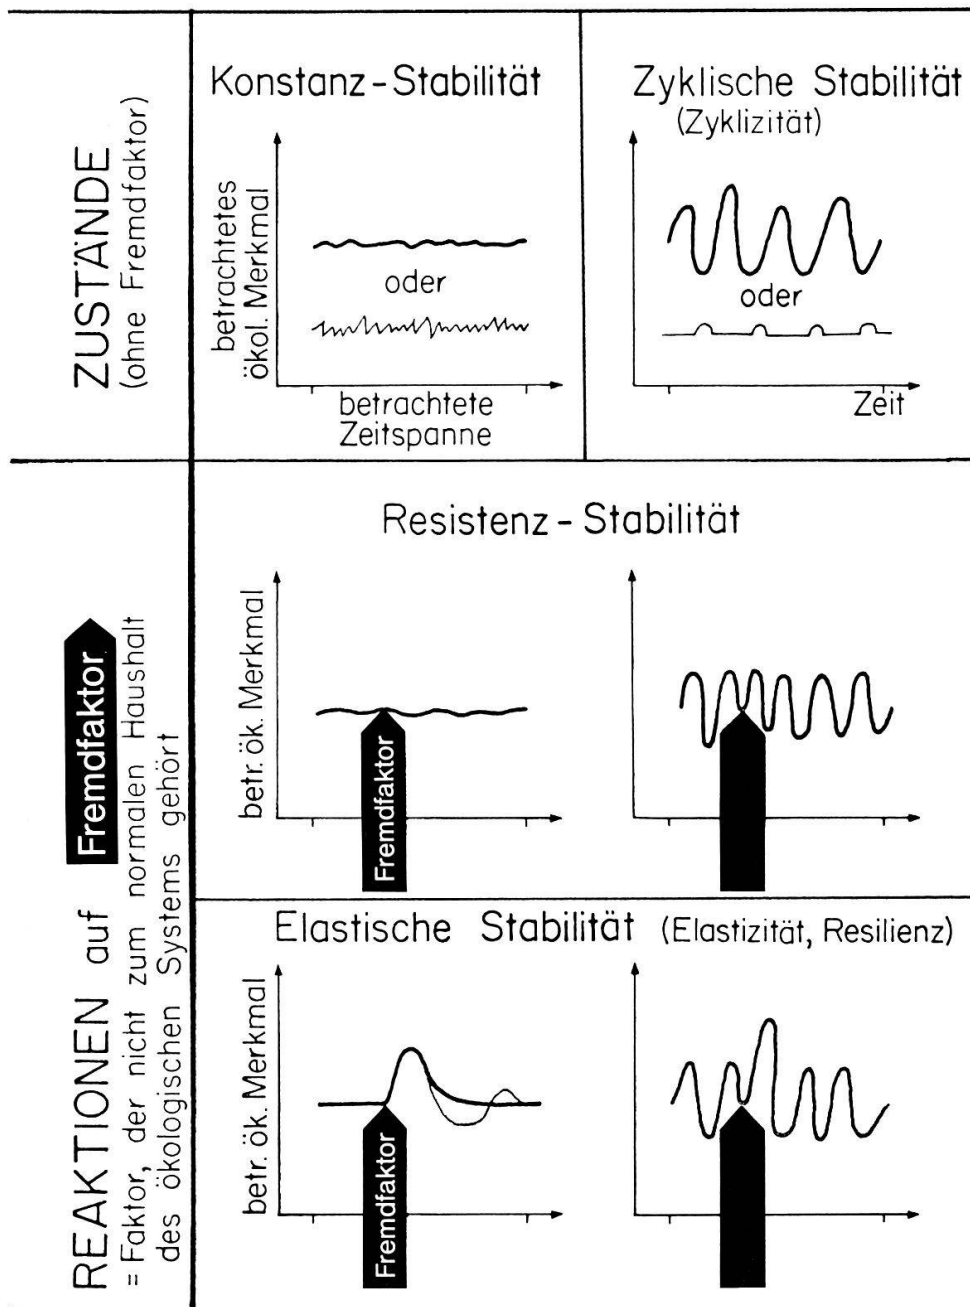 ZUSTÄNDE
(ohne Fremdfaktor)
Konstanz-Stabilität
betrachtetes
ökol. Merkmal
oder
betrachtete
Zeitspanne
Zyklische Stabilität
(Zyklizität)
oder
Zeit
REAKTIONEN auf Fremdfaktor
= Faktor, der nicht zum normalen Haushalt
des ökologischen Systems gehört
Resistenz-Stabilität
betr. ök. Merkmal
Fremdfaktor
Elastische Stabilität (Elastizität, Resilienz)
betr. ök. Merkmal
Fremdfaktor